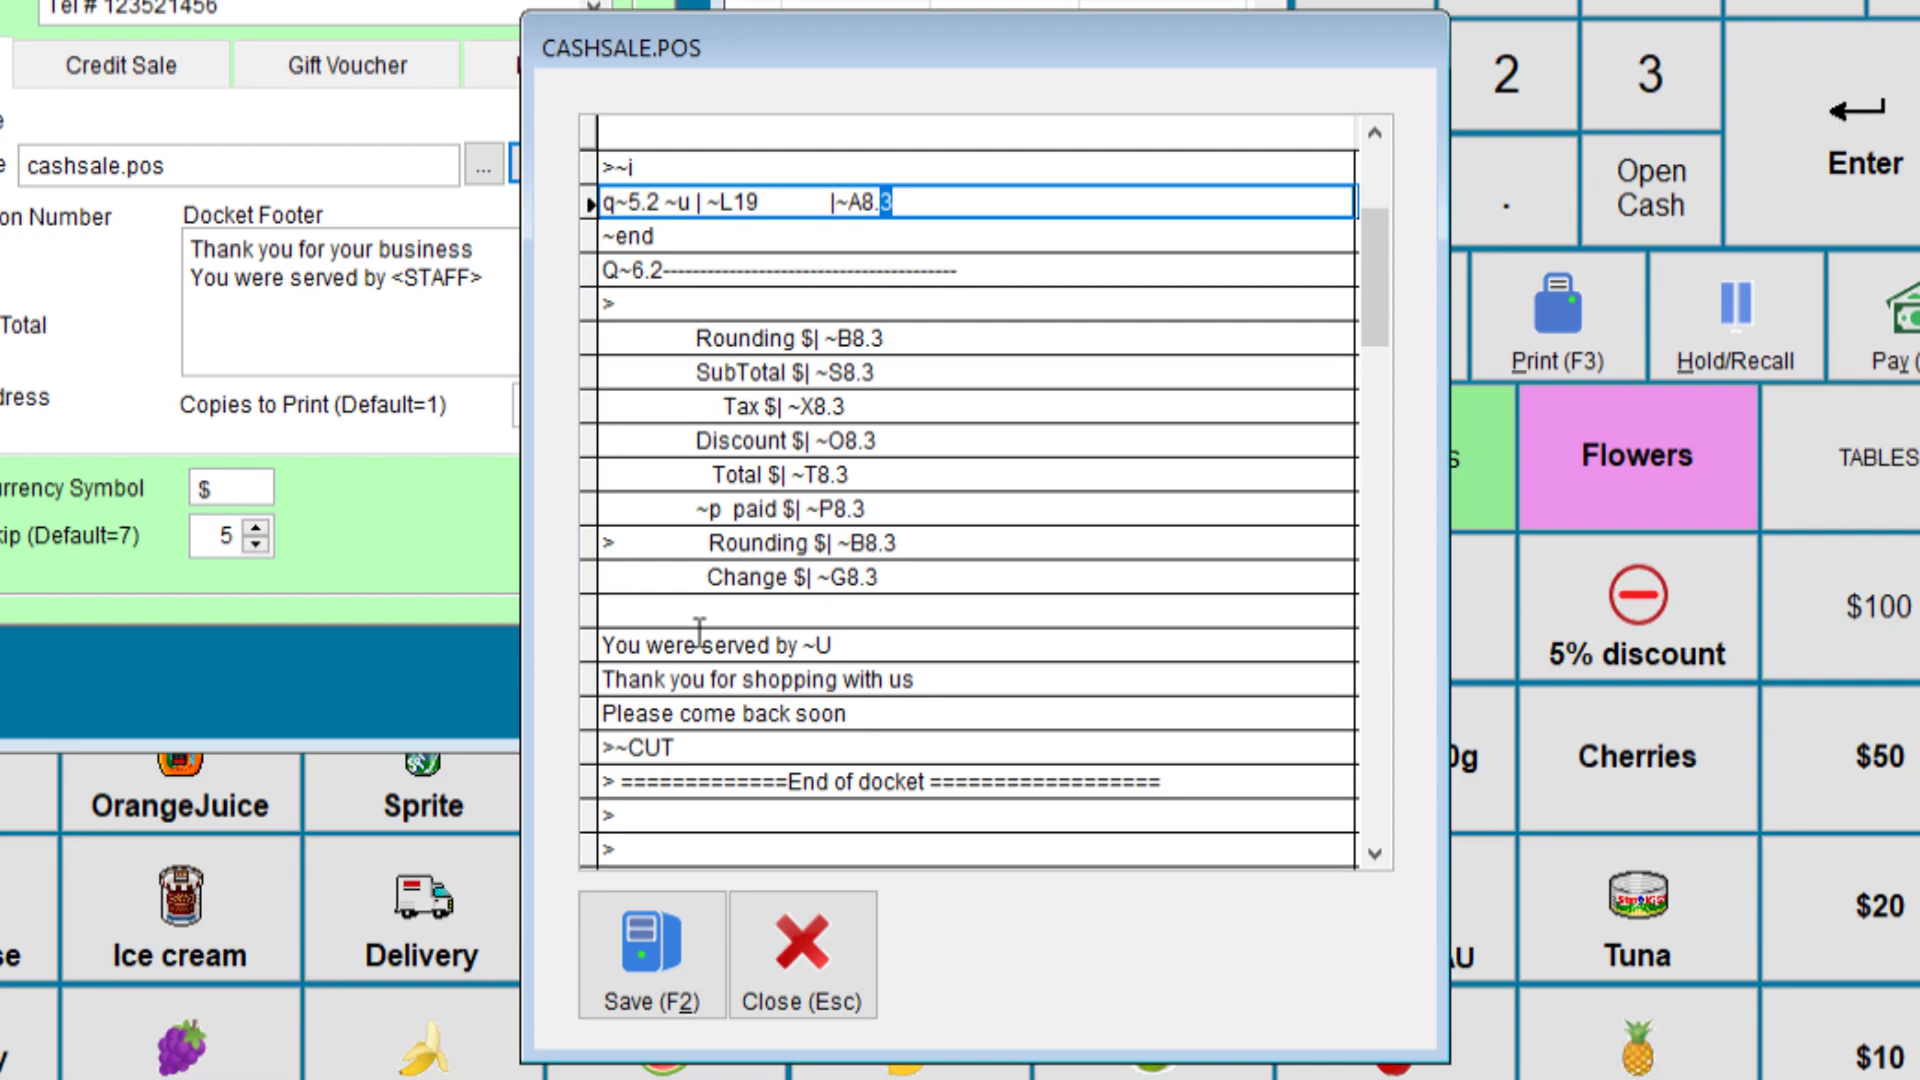 Tel # 123521456
CASHSALE.POS
Credit Sale
Gift Voucher
cashsale.pos
...
on Number
Docket Footer
Thank you for your business
You were served by <STAFF>
Total
dress
Copies to Print (Default=1)
urrency Symbol
$
kip (Default=7)
5
>~i
q~5.2 ~u | ~L19 |~A8.3
~end
Q~6.2----------------------------------------
>
Rounding $| ~B8.3
SubTotal $| ~S8.3
Tax $| ~X8.3
Discount $| ~O8.3
Total $| ~T8.3
~p paid $| ~P8.3
> Rounding $| ~B8.3
Change $| ~G8.3
You were served by ~U
Thank you for shopping with us
Please come back soon
>~CUT
> =============End of docket ==================
>
>
Save (F2)
Close (Esc)
2
3
Enter
.
Open
Cash
Print (F3)
Hold/Recall
Pay (
s
Flowers
TABLES
5% discount
$100
0g
Cherries
$50
OrangeJuice
Sprite
se
Ice cream
Delivery
AU
Tuna
$20
y
$10